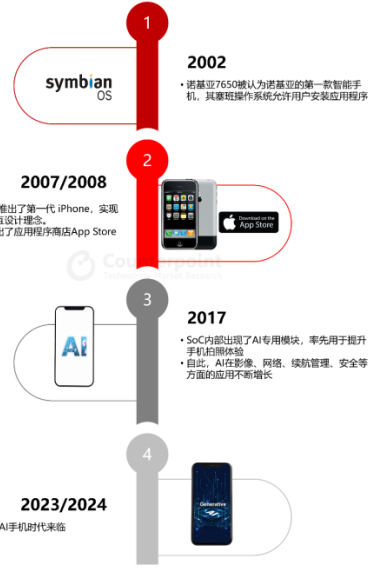 1
symbian
OS
2002
• 诺基亚7650被认为诺基亚的第一款智能手
机，其塞班操作系统允许用户安装应用程序
2
2007/2008
推出了第一代 iPhone，实现
互设计理念。
出了应用程序商店App Store
Download on the
App Store
Counterpoint
Technology Market Research
3
AI
2017
• SoC内部出现了AI专用模块，率先用于提升
手机拍照体验
• 自此，AI在影像、网络、续航管理、安全等
方面的应用不断增长
4
Generative
2023/2024
AI手机时代来临